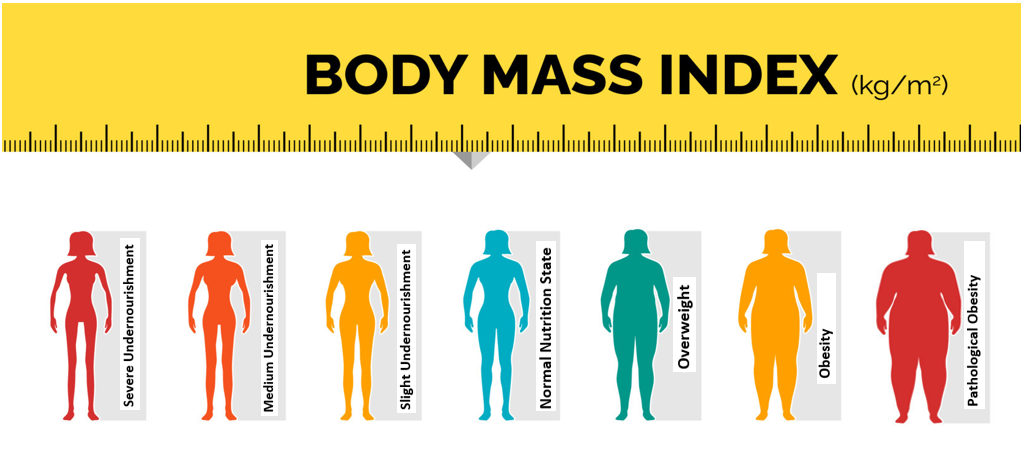 BODY MASS INDEX (kg/m²)
Severe Undernourishment
Medium Undernourishment
Slight Undernourishment
Normal Nutrition State
Overweight
Obesity
Pathological Obesity